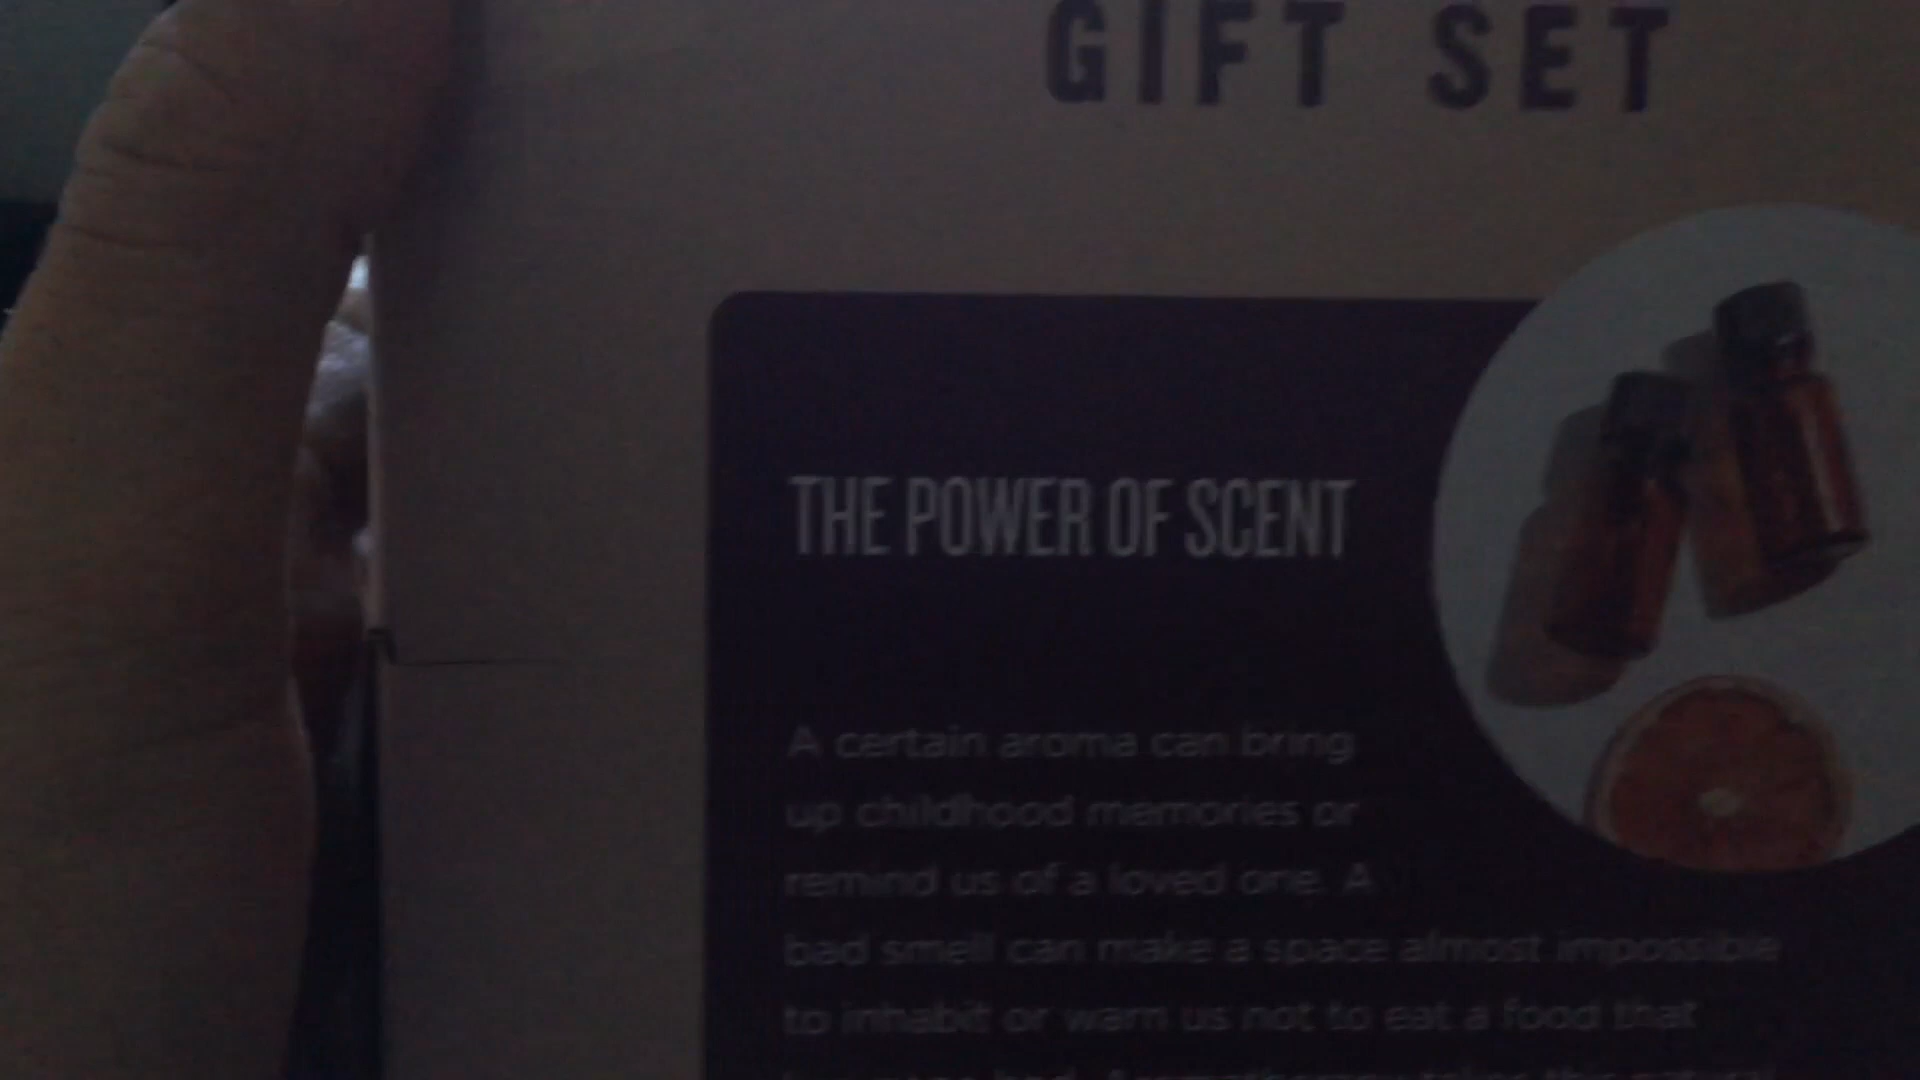 GIFT SET
THE POWER OF SCENT
A certain aroma can bring
up childhood memories or
remind us of a loved one. A
bad smell can make a space almost impossible
to inhabit or warn us not to eat a food that